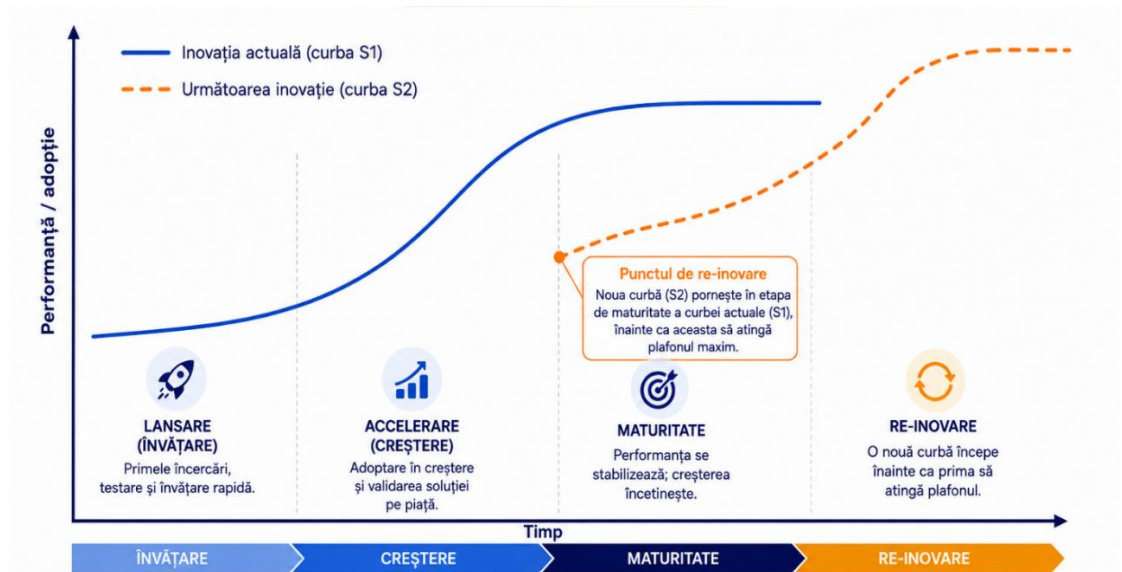 Inovația actuală (curba S1)
Următoarea inovație (curba S2)
Performanță / adopție
Punctul de re-inovare
Noua curbă (S2) pornește în etapa
de maturitate a curbei actuale (S1),
înainte ca aceasta să atingă
plafonul maxim.
LANSARE
(ÎNVĂȚARE)
Primele încercări,
testare și învățare rapidă.
ACCELERARE
(CREȘTERE)
Adoptare în creștere
și validarea soluției
pe piață.
MATURITATE
Performanța se
stabilizează; creșterea
încetinește.
RE-INOVARE
O nouă curbă începe
înainte ca prima să
atingă plafonul.
Timp
ÎNVĂȚARE
CREȘTERE
MATURITATE
RE-INOVARE